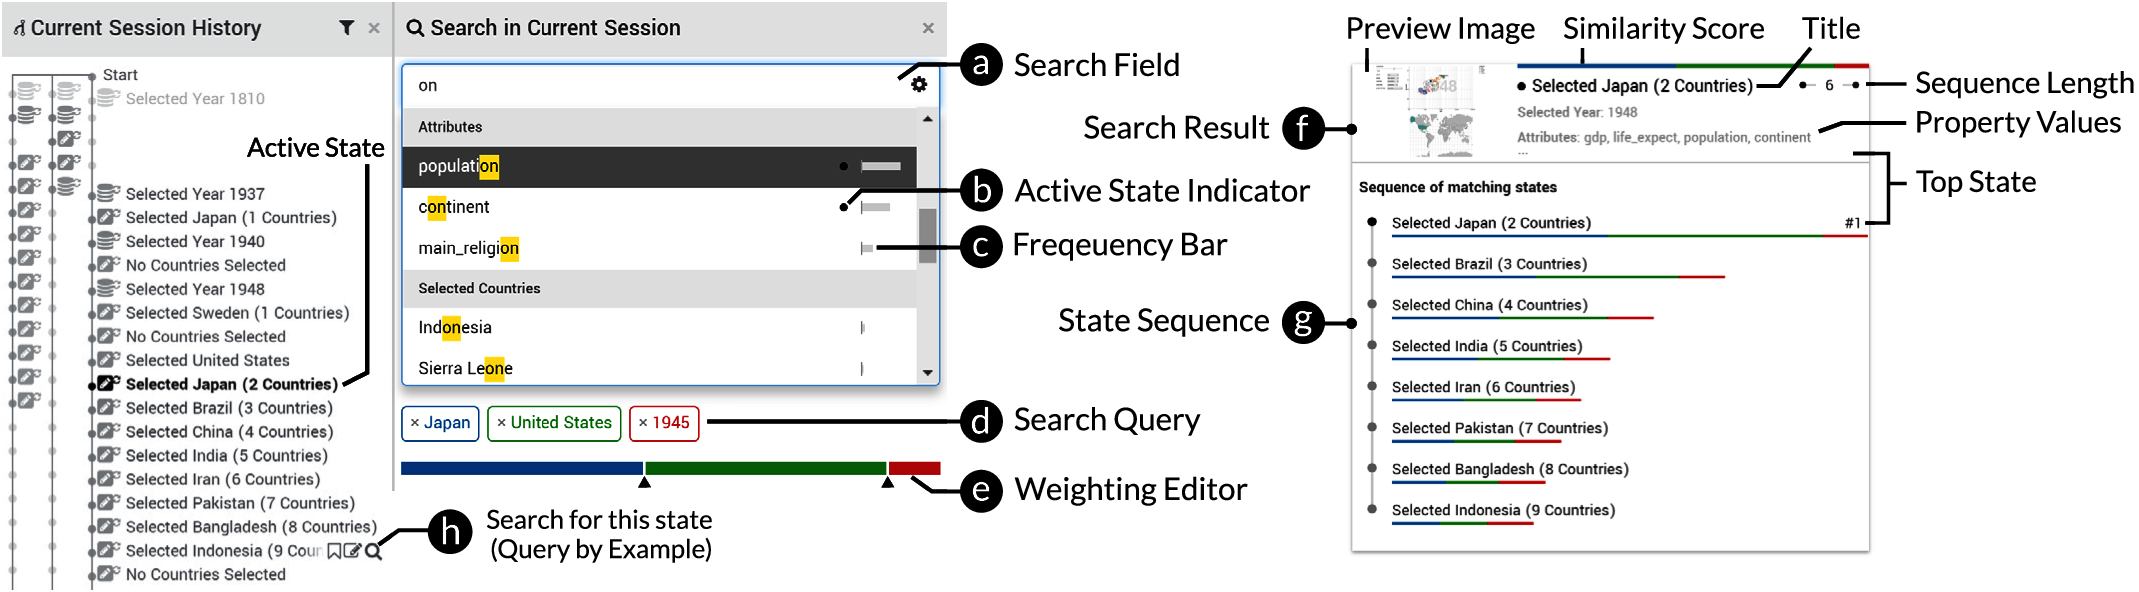 Current Session History
Start
Selected Year 1810
Active State
Selected Year 1937
Selected Japan (1 Countries)
Selected Year 1940
No Countries Selected
Selected Year 1948
Selected Sweden (1 Countries)
No Countries Selected
Selected United States
Selected Japan (2 Countries)
Selected Brazil (3 Countries)
Selected China (4 Countries)
Selected India (5 Countries)
Selected Iran (6 Countries)
Selected Pakistan (7 Countries)
Selected Bangladesh (8 Countries)
Selected Indonesia (9 Coun
No Countries Selected
Search in Current Session
on
Attributes
population
continent
main_religion
Selected Countries
Indonesia
Sierra Leone
× Japan
× United States
× 1945
a Search Field
b Active State Indicator
c Freqeuency Bar
d Search Query
e Weighting Editor
h Search for this state
(Query by Example)
Preview Image
Similarity Score
Title
Sequence Length
Property Values
Search Result f
Top State
State Sequence g
Selected Japan (2 Countries)
6
Selected Year: 1948
Attributes: gdp, life_expect, population, continent
...
Sequence of matching states
Selected Japan (2 Countries) #1
Selected Brazil (3 Countries)
Selected China (4 Countries)
Selected India (5 Countries)
Selected Iran (6 Countries)
Selected Pakistan (7 Countries)
Selected Bangladesh (8 Countries)
Selected Indonesia (9 Countries)